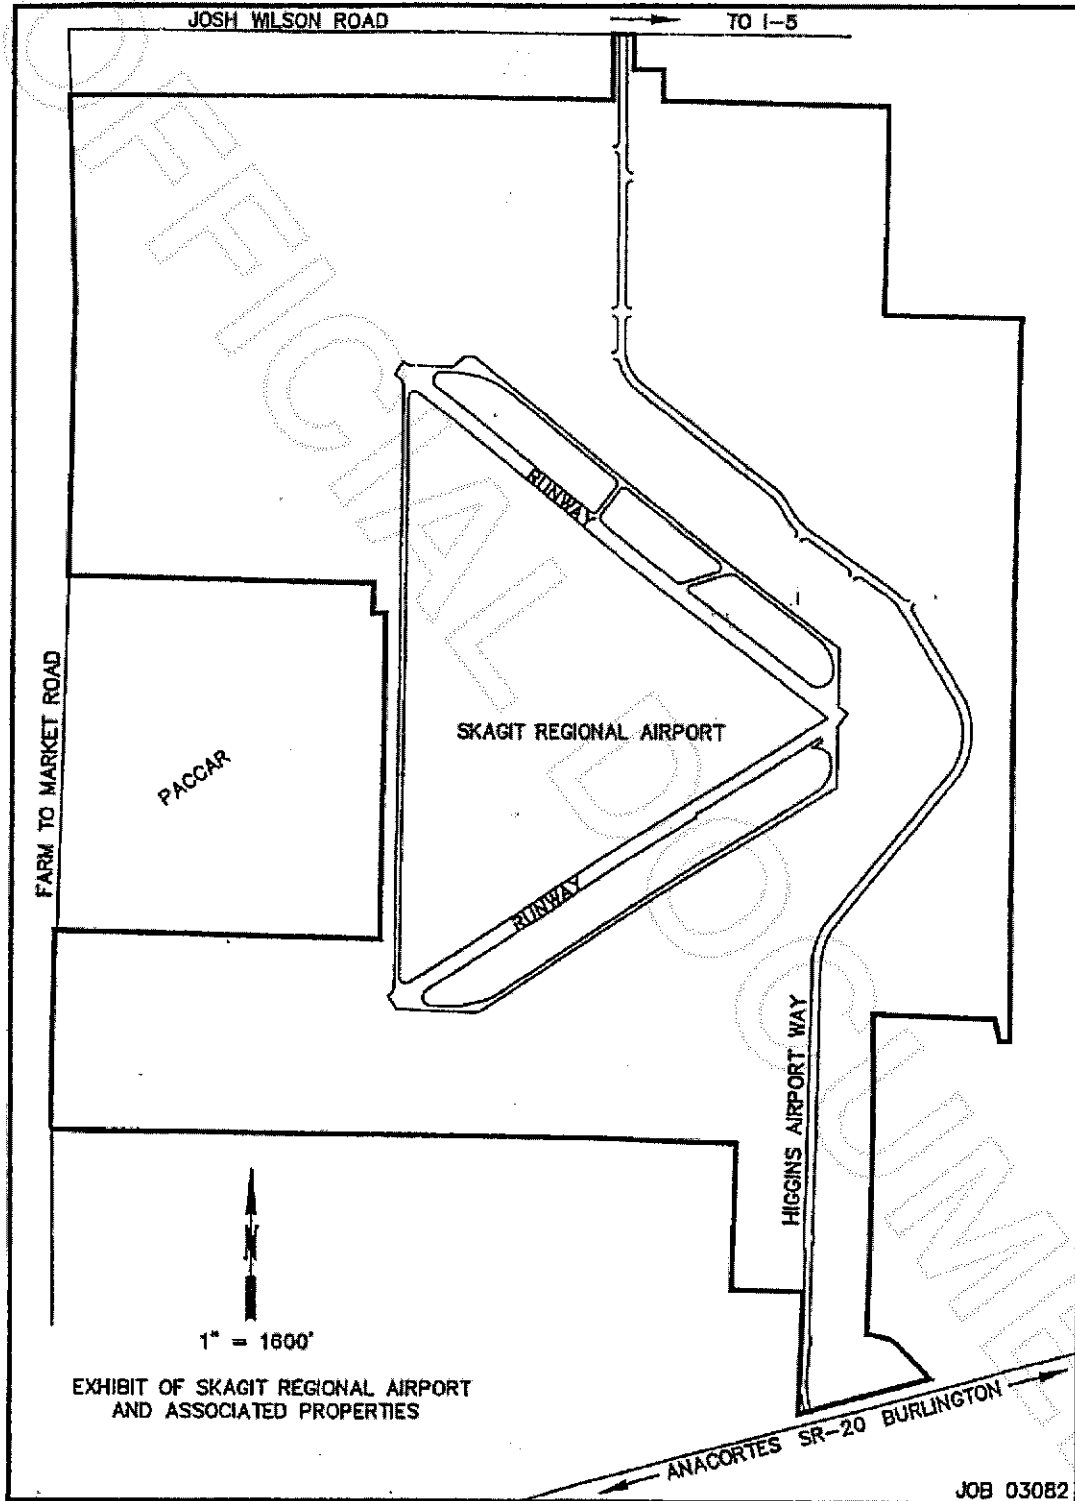 JOSH WILSON ROAD
TO I-5
RUNWAY
SKAGIT REGIONAL AIRPORT
FARM TO MARKET ROAD
PACCAR
RUNWAY
HIGGINS AIRPORT WAY
N
1" = 1600'
EXHIBIT OF SKAGIT REGIONAL AIRPORT
AND ASSOCIATED PROPERTIES
ANACORTES SR-20 BURLINGTON
JOB 03082
OFFICIAL DOCUME